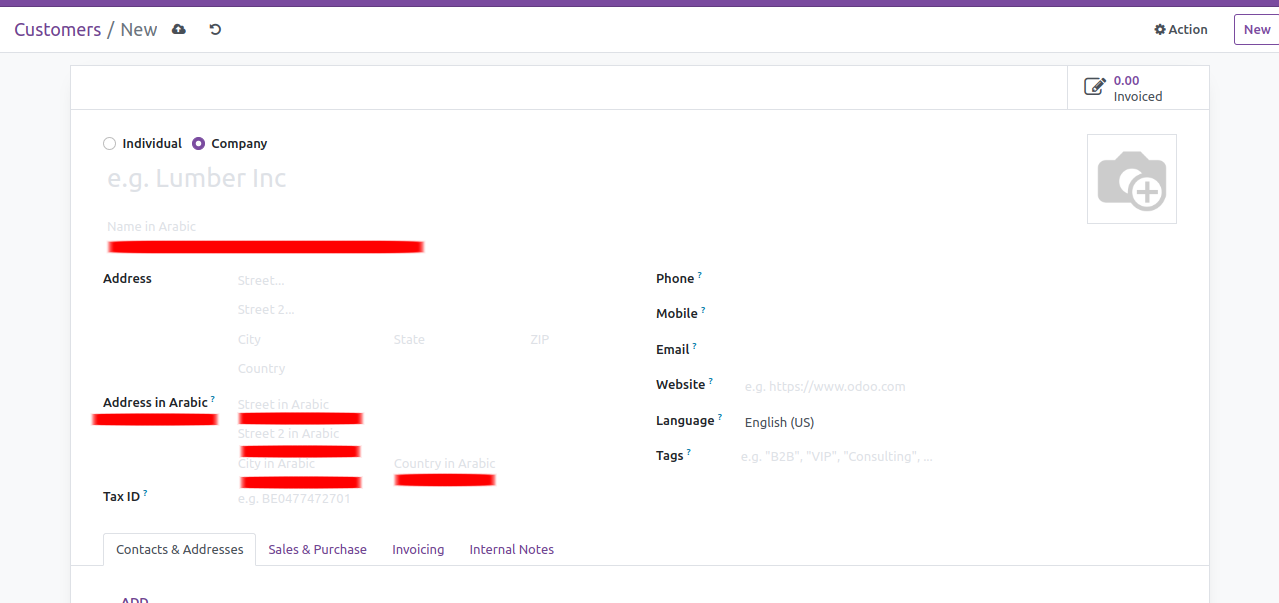 Customers / New
Action
New
0.00
Invoiced
Individual
Company
e.g. Lumber Inc
Name in Arabic
Address
Street...
Street 2...
City
State
ZIP
Country
Address in Arabic ?
Street in Arabic
Street 2 in Arabic
City in Arabic
Country in Arabic
Tax ID ?
e.g. BE0477472701
Phone ?
Mobile ?
Email ?
Website ?
e.g. https://www.odoo.com
Language ?
English (US)
Tags ?
e.g. "B2B", "VIP", "Consulting", ...
Contacts & Addresses
Sales & Purchase
Invoicing
Internal Notes
ADD